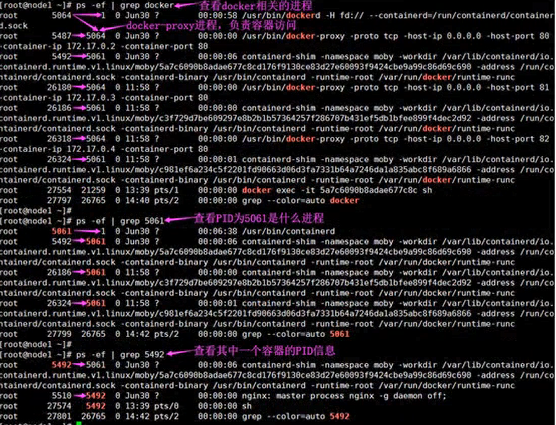 [root@node1 ~]# ps -ef | grep docker 查看docker相关的进程
root 5064 1 0 Jun30 ? 00:00:58 /usr/bin/dockerd -H fd:// --containerd=/run/containerd/container
d.sock docker-proxy进程，负责容器访问
root 5487 5064 0 Jun30 ? 00:00:00 /usr/bin/docker-proxy -proto tcp -host-ip 0.0.0.0 -host-port 80
-container-ip 172.17.0.2 -container-port 80
root 5492 5061 0 Jun30 ? 00:00:06 containerd-shim -namespace moby -workdir /var/lib/containerd/io
.containerd.runtime.v1.linux/moby/5a7c6090b8adae677c8cd176f9130ce83d27e60093f9424cbe9a99c86d69c690 -address /run/con
tainerd/containerd.sock -containerd-binary /usr/bin/containerd -runtime-root /var/run/docker/runtime-runc
root 26180 5064 0 11:58 ? 00:00:00 /usr/bin/docker-proxy -proto tcp -host-ip 0.0.0.0 -host-port 81
-container-ip 172.17.0.3 -container-port 80
root 26186 5061 0 11:58 ? 00:00:00 containerd-shim -namespace moby -workdir /var/lib/containerd/io
.containerd.runtime.v1.linux/moby/c3f729d7be609297e8b2b1b57364257f286707b431ef5db1bfee899f4dec2d92 -address /run/con
tainerd/containerd.sock -containerd-binary /usr/bin/containerd -runtime-root /var/run/docker/runtime-runc
root 26318 5064 0 11:58 ? 00:00:00 /usr/bin/docker-proxy -proto tcp -host-ip 0.0.0.0 -host-port 82
-container-ip 172.17.0.4 -container-port 80
root 26324 5061 0 11:58 ? 00:00:01 containerd-shim -namespace moby -workdir /var/lib/containerd/io
.containerd.runtime.v1.linux/moby/c981ef6a234c5f2201fd90663d06d3fa7331b64a7246da1a835abc8f689a6866 -address /run/con
tainerd/containerd.sock -containerd-binary /usr/bin/containerd -runtime-root /var/run/docker/runtime-runc
root 27554 21259 0 13:39 pts/1 00:00:00 docker exec -it 5a7c6090b8adae677c8c sh
root 27797 26765 0 14:40 pts/2 00:00:00 grep --color=auto docker
[root@node1 ~]#
[root@node1 ~]# ps -ef | grep 5061 查看PID为5061是什么进程
root 5061 1 0 Jun30 ? 00:06:38 /usr/bin/containerd
root 5492 5061 0 Jun30 ? 00:00:06 containerd-shim -namespace moby -workdir /var/lib/containerd/io
.containerd.runtime.v1.linux/moby/5a7c6090b8adae677c8cd176f9130ce83d27e60093f9424cbe9a99c86d69c690 -address /run/con
tainerd/containerd.sock -containerd-binary /usr/bin/containerd -runtime-root /var/run/docker/runtime-runc
root 26186 5061 0 11:58 ? 00:00:00 containerd-shim -namespace moby -workdir /var/lib/containerd/io
.containerd.runtime.v1.linux/moby/c3f729d7be609297e8b2b1b57364257f286707b431ef5db1bfee899f4dec2d92 -address /run/con
tainerd/containerd.sock -containerd-binary /usr/bin/containerd -runtime-root /var/run/docker/runtime-runc
root 26324 5061 0 11:58 ? 00:00:01 containerd-shim -namespace moby -workdir /var/lib/containerd/io
.containerd.runtime.v1.linux/moby/c981ef6a234c5f2201fd90663d06d3fa7331b64a7246da1a835abc8f689a6866 -address /run/con
tainerd/containerd.sock -containerd-binary /usr/bin/containerd -runtime-root /var/run/docker/runtime-runc
root 27799 26765 0 14:42 pts/2 00:00:00 grep --color=auto 5061
[root@node1 ~]#
[root@node1 ~]# ps -ef | grep 5492 查看其中一个容器的PID信息
root 5492 5061 0 Jun30 ? 00:00:06 containerd-shim -namespace moby -workdir /var/lib/containerd/io
.containerd.runtime.v1.linux/moby/5a7c6090b8adae677c8cd176f9130ce83d27e60093f9424cbe9a99c86d69c690 -address /run/con
tainerd/containerd.sock -containerd-binary /usr/bin/containerd -runtime-root /var/run/docker/runtime-runc
root 5510 5492 0 Jun30 ? 00:00:00 nginx: master process nginx -g daemon off;
root 27574 5492 0 13:39 pts/0 00:00:00 sh
root 27801 26765 0 14:42 pts/2 00:00:00 grep --color=auto 5492
[root@node1 ~]#